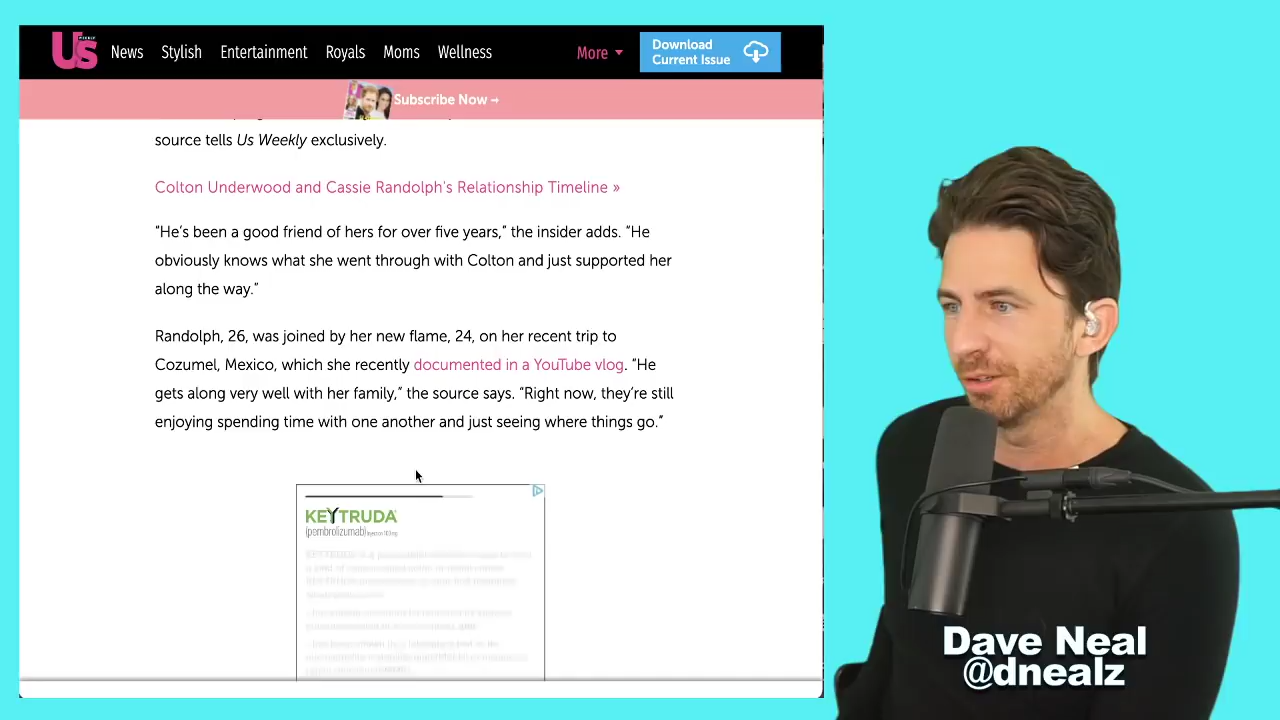 Us
WEEKLY
News Stylish Entertainment Royals Moms Wellness More
Download
Current Issue
Subscribe Now →
source tells Us Weekly exclusively.
Colton Underwood and Cassie Randolph's Relationship Timeline »
“He’s been a good friend of hers for over five years,” the insider adds. “He
obviously knows what she went through with Colton and just supported her
along the way.”
Randolph, 26, was joined by her new flame, 24, on her recent trip to
Cozumel, Mexico, which she recently documented in a YouTube vlog. “He
gets along very well with her family,” the source says. “Right now, they’re still
enjoying spending time with one another and just seeing where things go.”
KEYTRUDA
(pembrolizumab) Injection 100 mg
Dave Neal
@dnealz